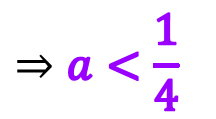 ⇒ a < 1/4